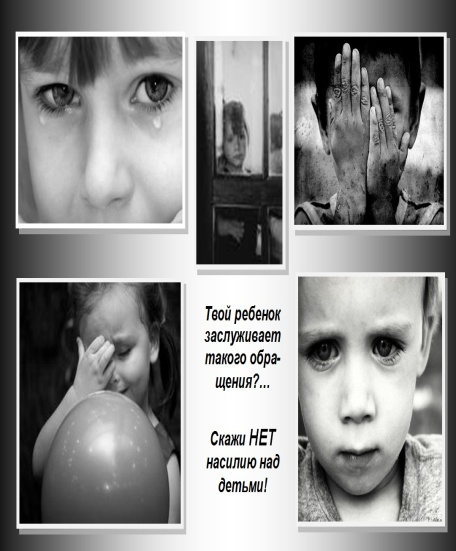 Твой ребенок
заслуживает
такого обра-
щения?...
Скажи НЕТ
насилию над
детьми!